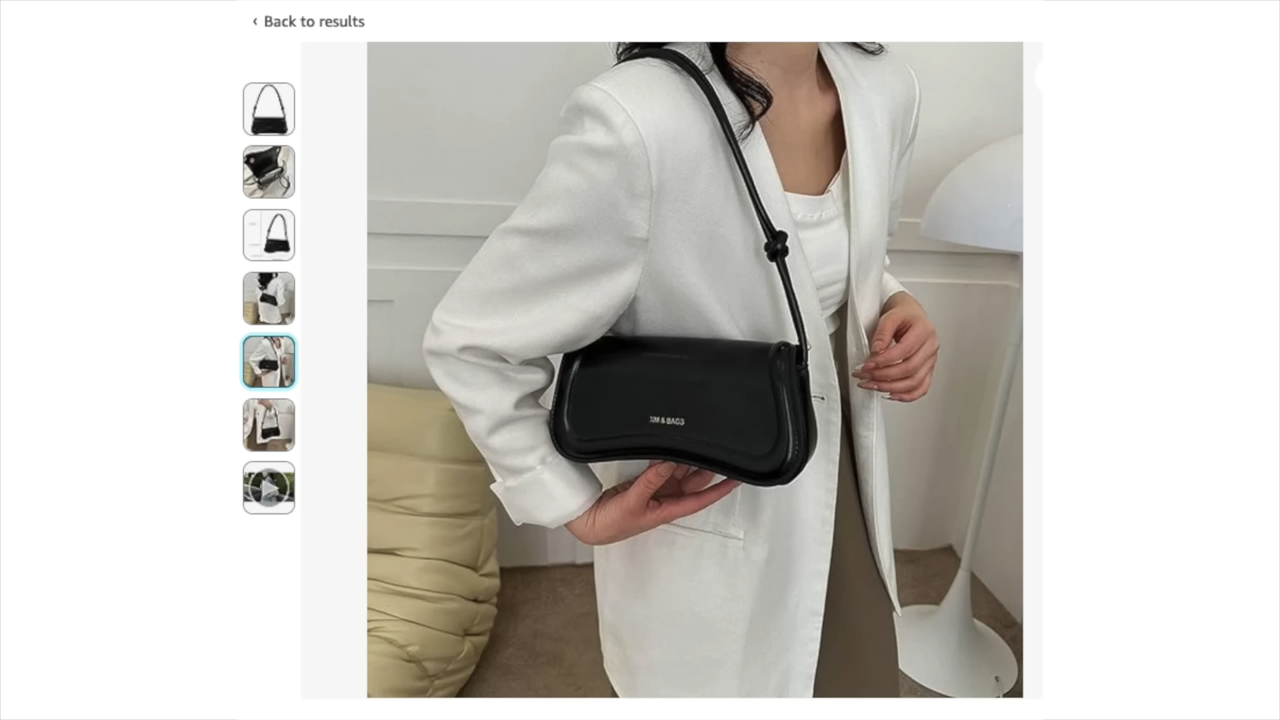 ‹ Back to results
JW & BAGS